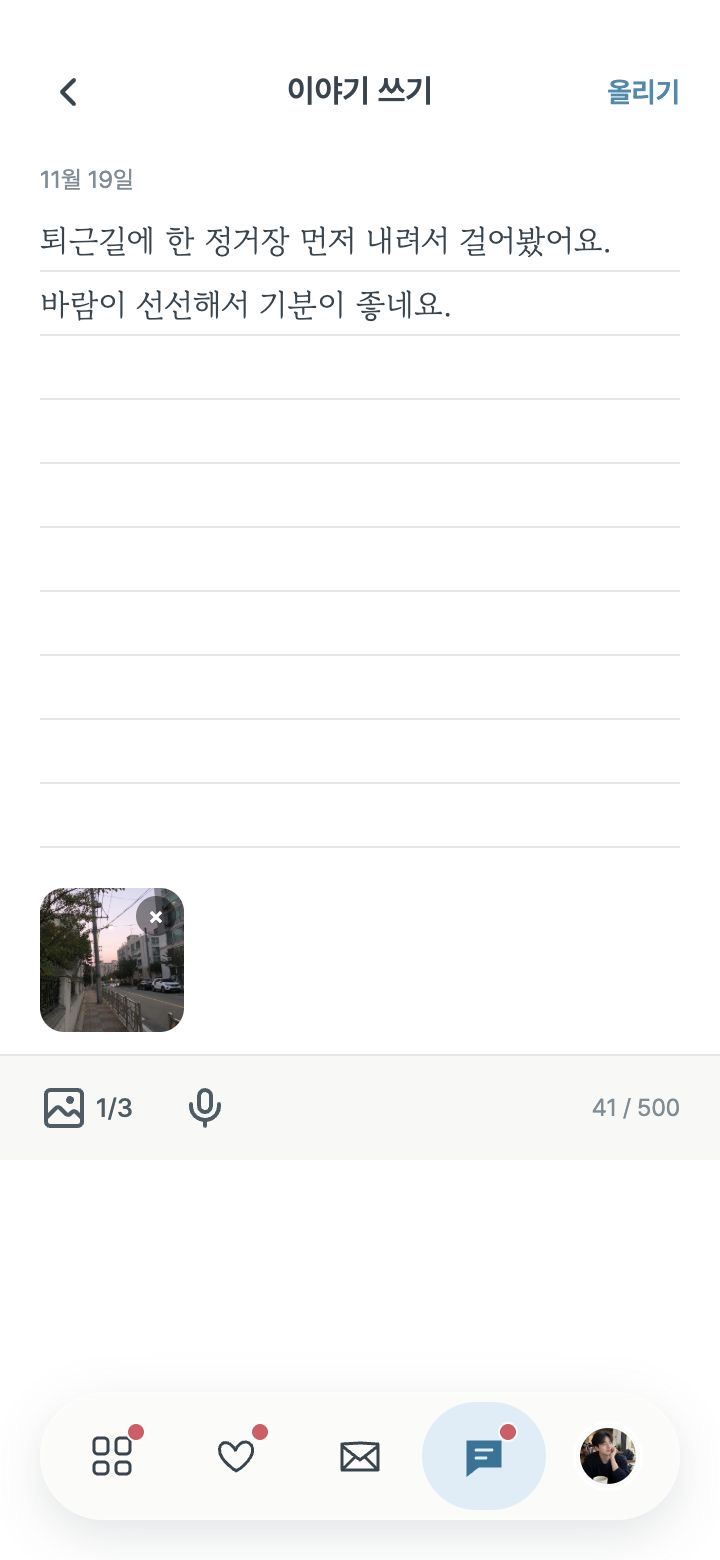 이야기 쓰기
올리기
11월 19일
퇴근길에 한 정거장 먼저 내려서 걸어봤어요.
바람이 선선해서 기분이 좋네요.
1/3
41 / 500